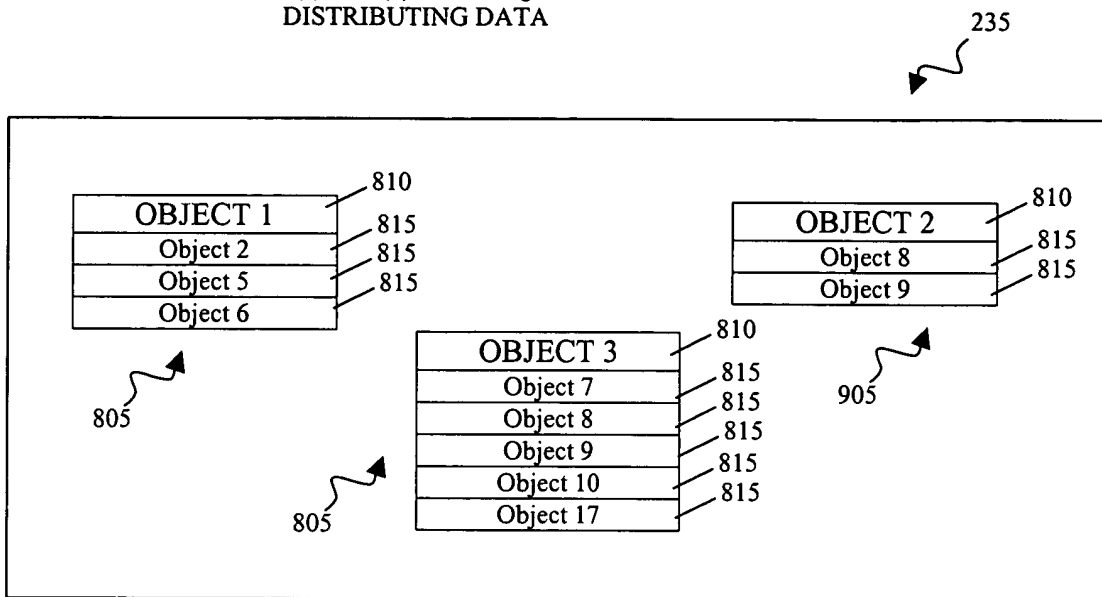 DISTRIBUTING DATA
235
OBJECT 1
810
Object 2
815
Object 5
815
Object 6
815
805
OBJECT 2
810
Object 8
815
Object 9
815
905
OBJECT 3
810
Object 7
815
Object 8
815
Object 9
815
Object 10
815
Object 17
815
805